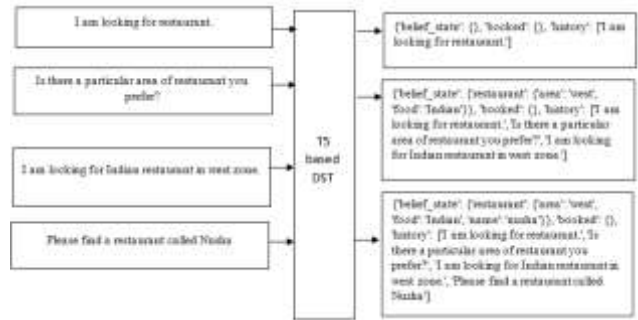 I am looking for restaurant.
Is there a particular area of restaurant you
prefer?
I am looking for Indian restaurant in west zone.
Please find a restaurant called Nusha
T5
based
DST
{'belief_state': {}, 'booked': {}, 'history': ['I am
looking for restaurant.']
{'belief_state': {'restaurant': {'area': 'west',
'food': 'Indian'}}, 'booked': {}, 'history': ['I am
looking for restaurant.', 'Is there a particular
area of restaurant you prefer?', 'I am looking
for Indian restaurant in west zone.']
{'belief_state': {'restaurant': {'area': 'west',
'food': 'Indian', 'name': 'nusha'}}, 'booked': {},
'history': ['I am looking for restaurant.', 'Is
there a particular area of restaurant you
prefer?', 'I am looking for Indian restaurant in
west zone.', 'Please find a restaurant called
Nusha']